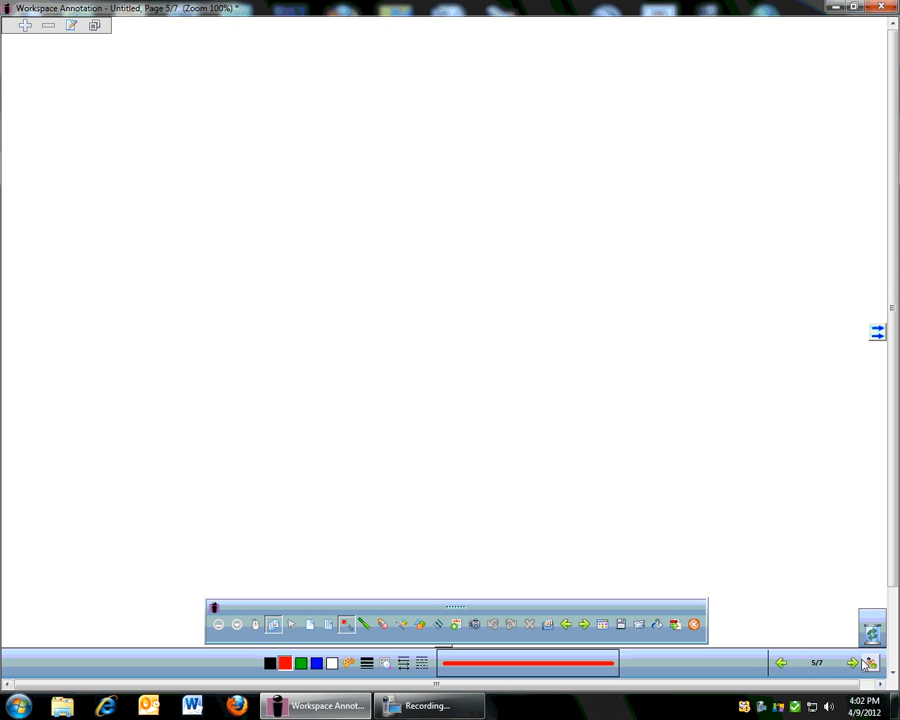 Workspace Annotation - Untitled, Page 5/7 (Zoom 100%) *
5/7
Workspace Annot...
Recording...
4:02 PM
4/9/2012